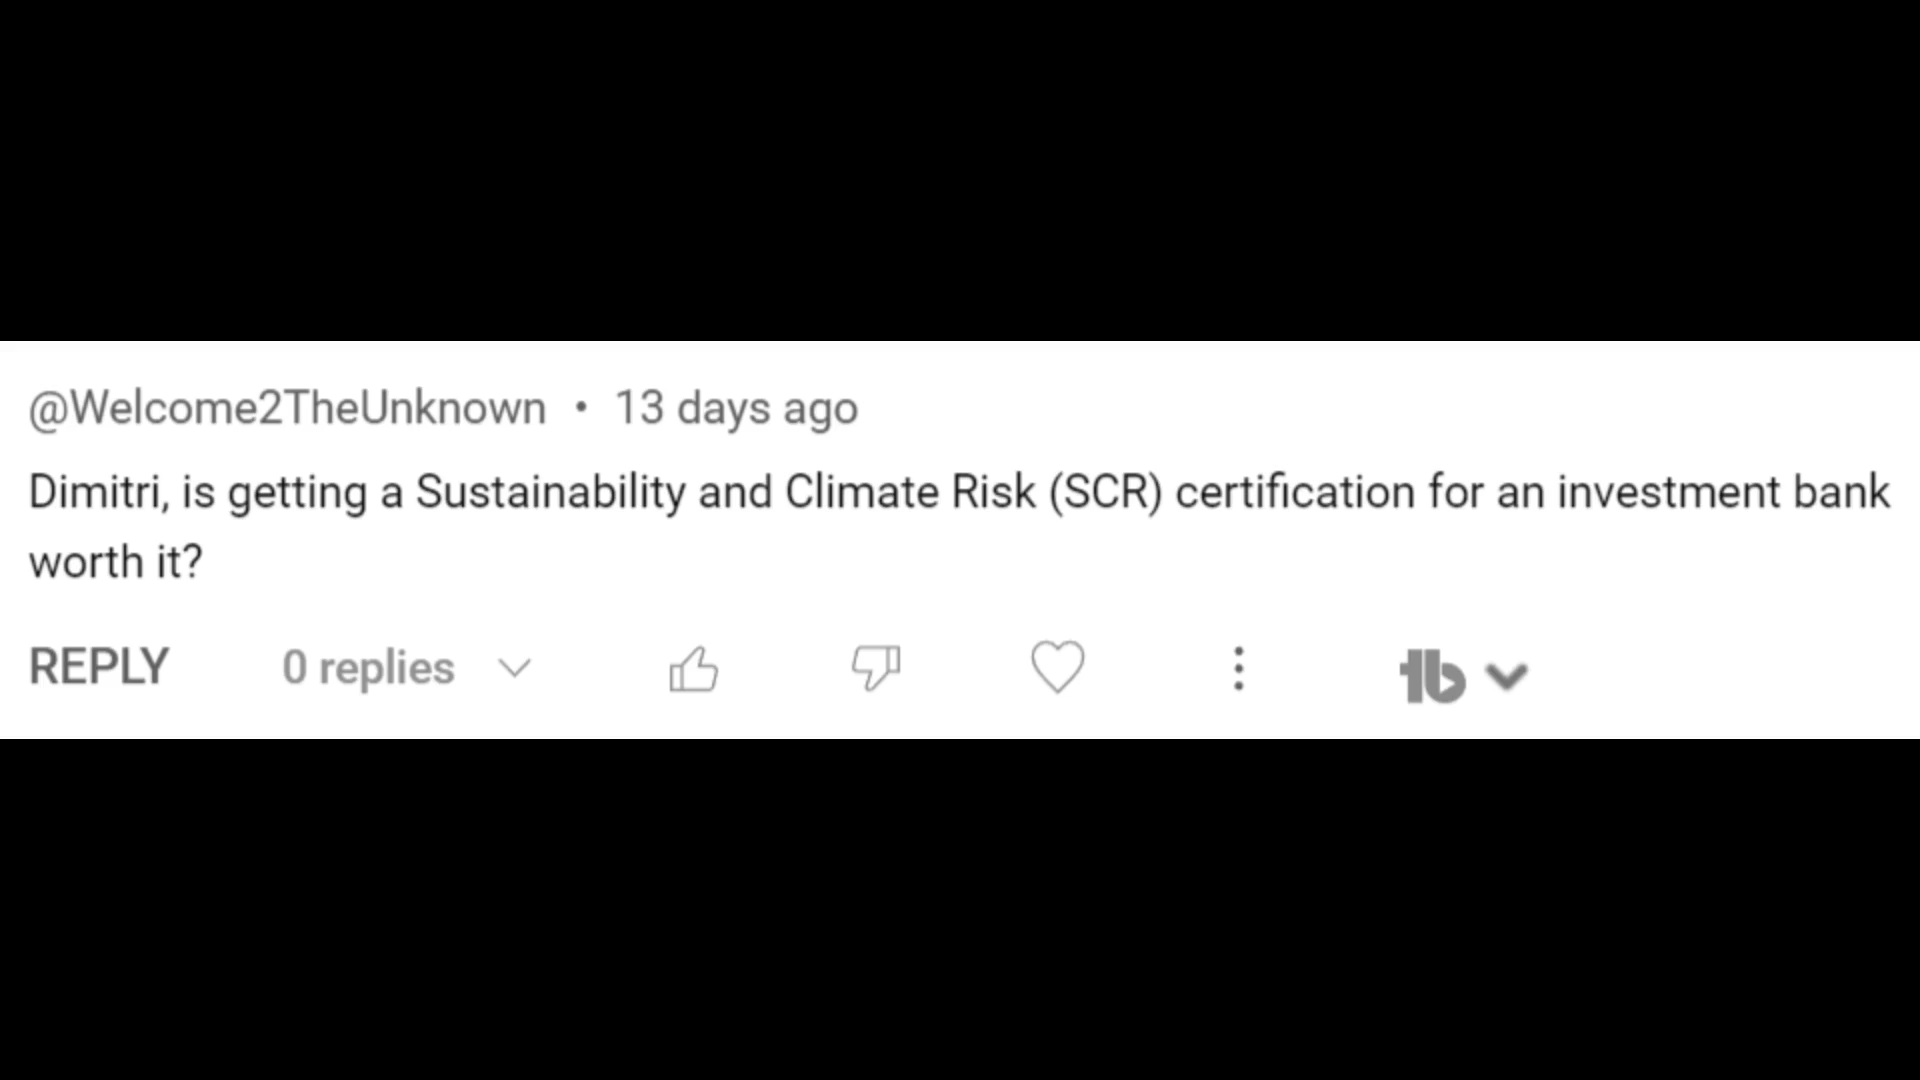 @Welcome2TheUnknown • 13 days ago
Dimitri, is getting a Sustainability and Climate Risk (SCR) certification for an investment bank
worth it?
REPLY 0 replies
tb